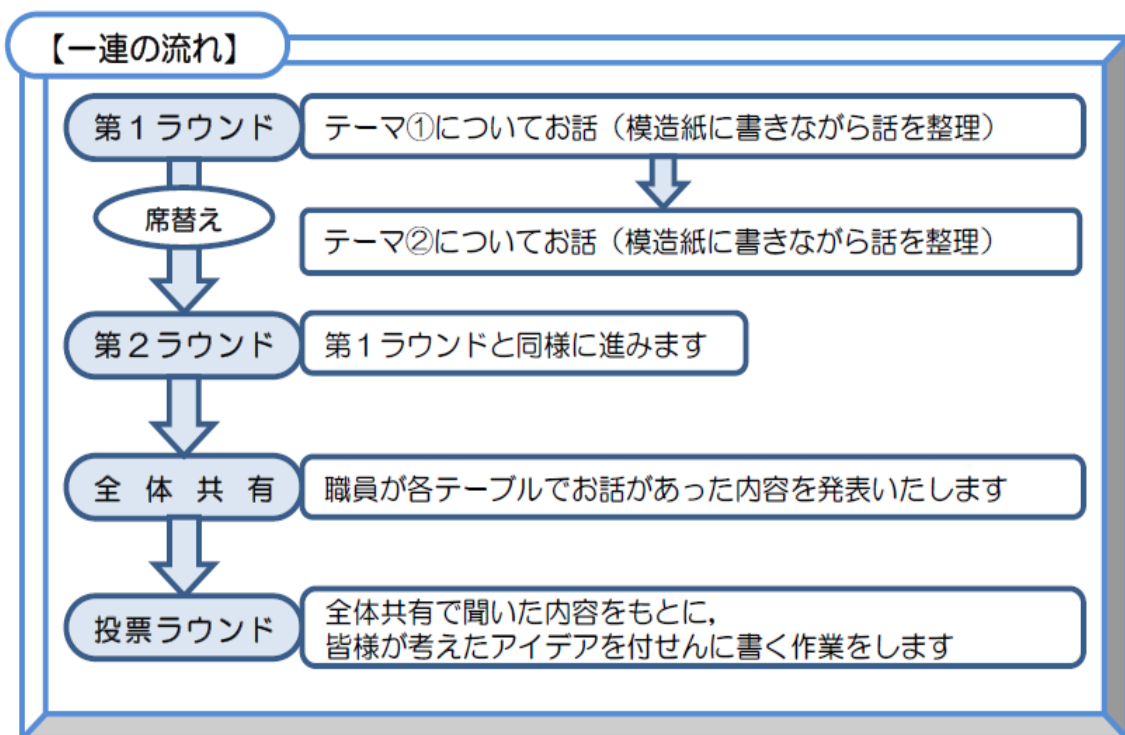 【一連の流れ】
第１ラウンド
テーマ①についてお話（模造紙に書きながら話を整理）
席替え
テーマ②についてお話（模造紙に書きながら話を整理）
第２ラウンド
第１ラウンドと同様に進みます
全体共有
職員が各テーブルでお話があった内容を発表いたします
投票ラウンド
全体共有で聞いた内容をもとに，
皆様が考えたアイデアを付せんに書く作業をします